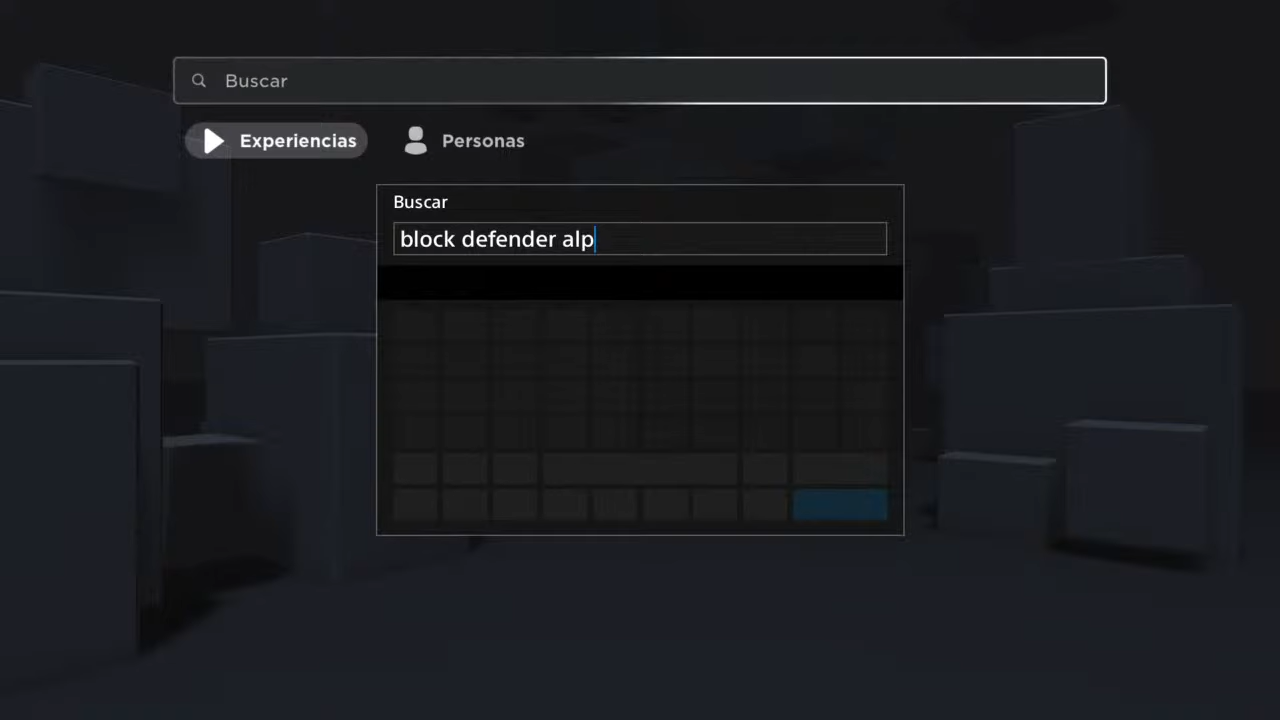 Buscar
Experiencias
Personas
Buscar
block defender alp